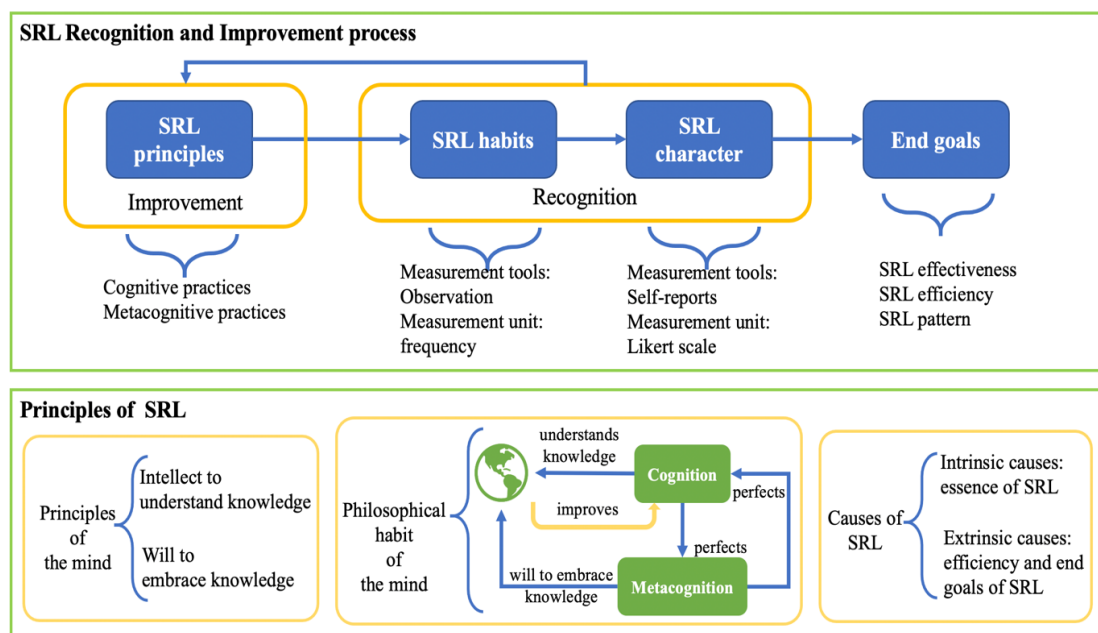 SRL Recognition and Improvement process
SRL
principles
SRL habits
SRL
character
End goals
Improvement
Recognition
Cognitive practices
Metacognitive practices
Measurement tools:
Observation
Measurement unit:
frequency
Measurement tools:
Self-reports
Measurement unit:
Likert scale
SRL effectiveness
SRL efficiency
SRL pattern
Principles of SRL
Principles
of
the mind
Intellect to
understand knowledge
Will to
embrace knowledge
Philosophical
habit
of
the mind
understands
knowledge
Cognition
improves
perfects
perfects
will to embrace
knowledge
Metacognition
Causes of
SRL
Intrinsic causes:
essence of SRL
Extrinsic causes:
efficiency and end
goals of SRL